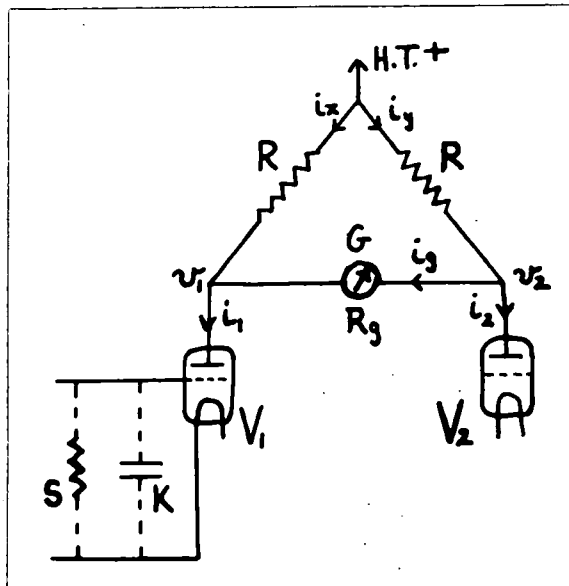 H.T.+
ix iy
R R
G
v1 ig v2
i1 Rg i2
V1 V2
S K